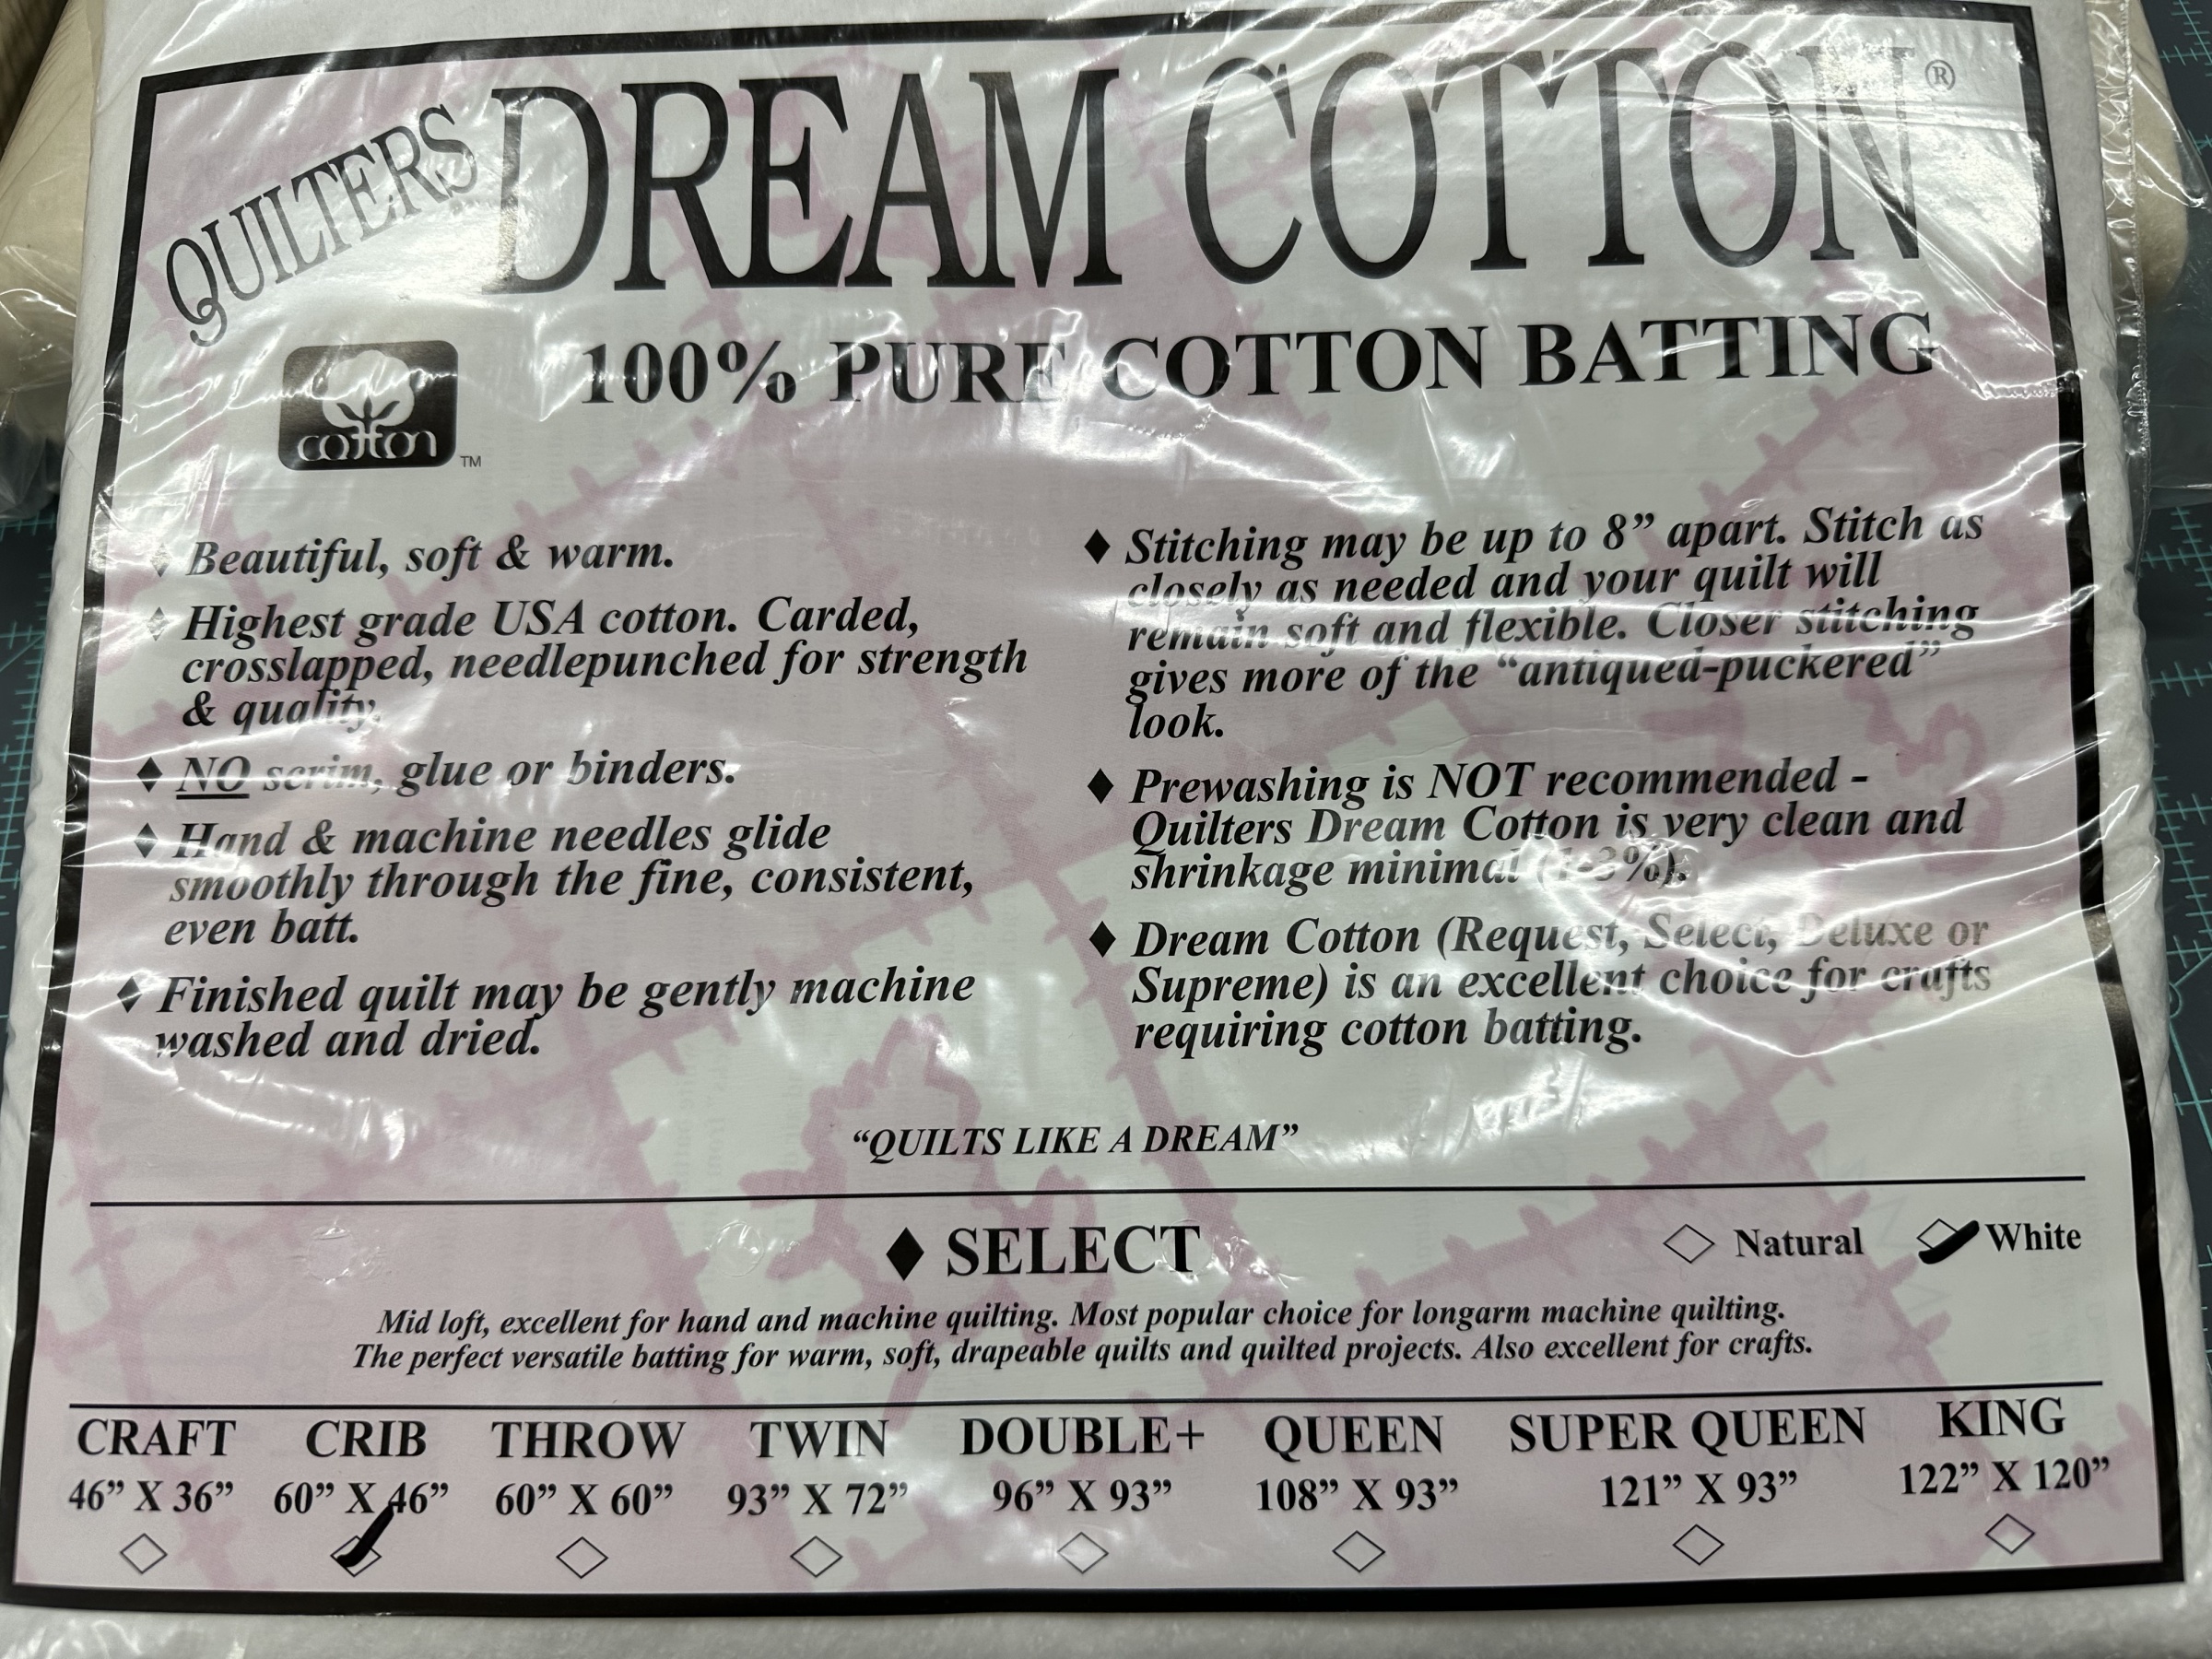 QUILTERS DREAM COTTON®
100% PURE COTTON BATTING
cotton ™
♦ Beautiful, soft & warm.
♦ Highest grade USA cotton. Carded,
crosslapped, needlepunched for strength
& quality.
♦ NO scrim, glue or binders.
♦ Hand & machine needles glide
smoothly through the fine, consistent,
even batt.
♦ Finished quilt may be gently machine
washed and dried.
♦ Stitching may be up to 8” apart. Stitch as
closely as needed and your quilt will
remain soft and flexible. Closer stitching
gives more of the “antiqued-puckered”
look.
♦ Prewashing is NOT recommended -
Quilters Dream Cotton is very clean and
shrinkage minimal (1-3%).
♦ Dream Cotton (Request, Select, Deluxe or
Supreme) is an excellent choice for crafts
requiring cotton batting.
“QUILTS LIKE A DREAM”
♦ SELECT ◇ Natural ◇ White
Mid loft, excellent for hand and machine quilting. Most popular choice for longarm machine quilting.
The perfect versatile batting for warm, soft, drapeable quilts and quilted projects. Also excellent for crafts.
CRAFT CRIB THROW TWIN DOUBLE+ QUEEN SUPER QUEEN KING
46” X 36” 60” X 46” 60” X 60” 93” X 72” 96” X 93” 108” X 93” 121” X 93” 122” X 120”